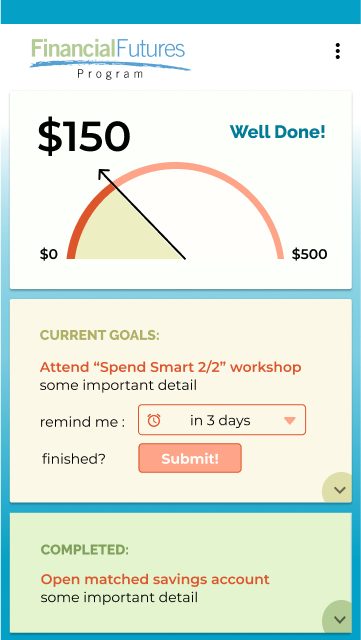 FinancialFutures
Program
$150
Well Done!
$0
$500
CURRENT GOALS:
Attend “Spend Smart 2/2” workshop
some important detail
remind me :
in 3 days
finished?
Submit!
COMPLETED:
Open matched savings account
some important detail